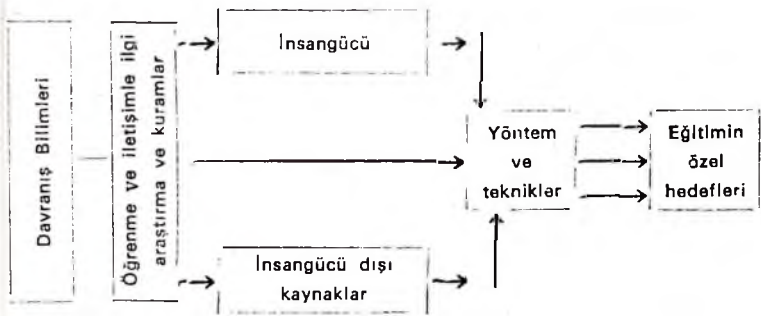 Davranış Bilimleri
Öğrenme ve iletişimle ilgi
araştırma ve kuramlar
İnsangücü
İnsangücü dışı
kaynaklar
Yöntem
ve
teknikler
Eğitimin
özel
hedefleri